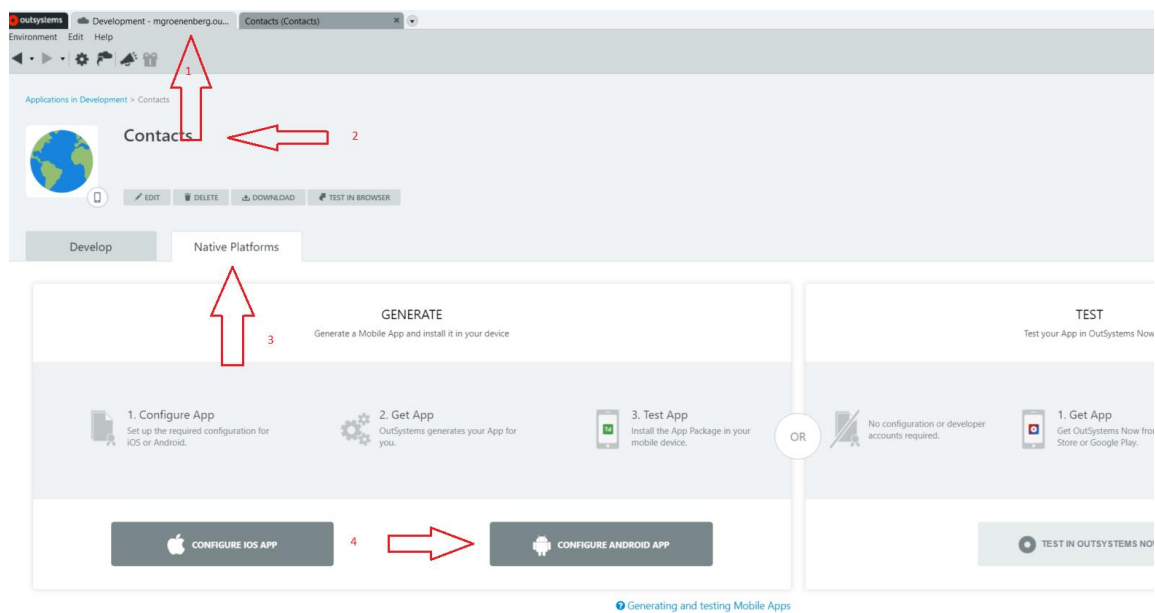 outsystems
Development - mgroenenberg.ou...
Contacts (Contacts)
Environment Edit Help
1
Applications in Development > Contacts
Contacts
2
EDIT DELETE DOWNLOAD TEST IN BROWSER
Develop
Native Platforms
3
GENERATE
Generate a Mobile App and install it in your device
1. Configure App
Set up the required configuration for
iOS or Android.
2. Get App
OutSystems generates your App for
you.
3. Test App
Install the App Package in your
mobile device.
CONFIGURE IOS APP
4
CONFIGURE ANDROID APP
OR
TEST
Test your App in OutSystems Now
No configuration or developer
accounts required.
1. Get App
Get OutSystems Now from
Store or Google Play.
TEST IN OUTSYSTEMS NOW
Generating and testing Mobile Apps